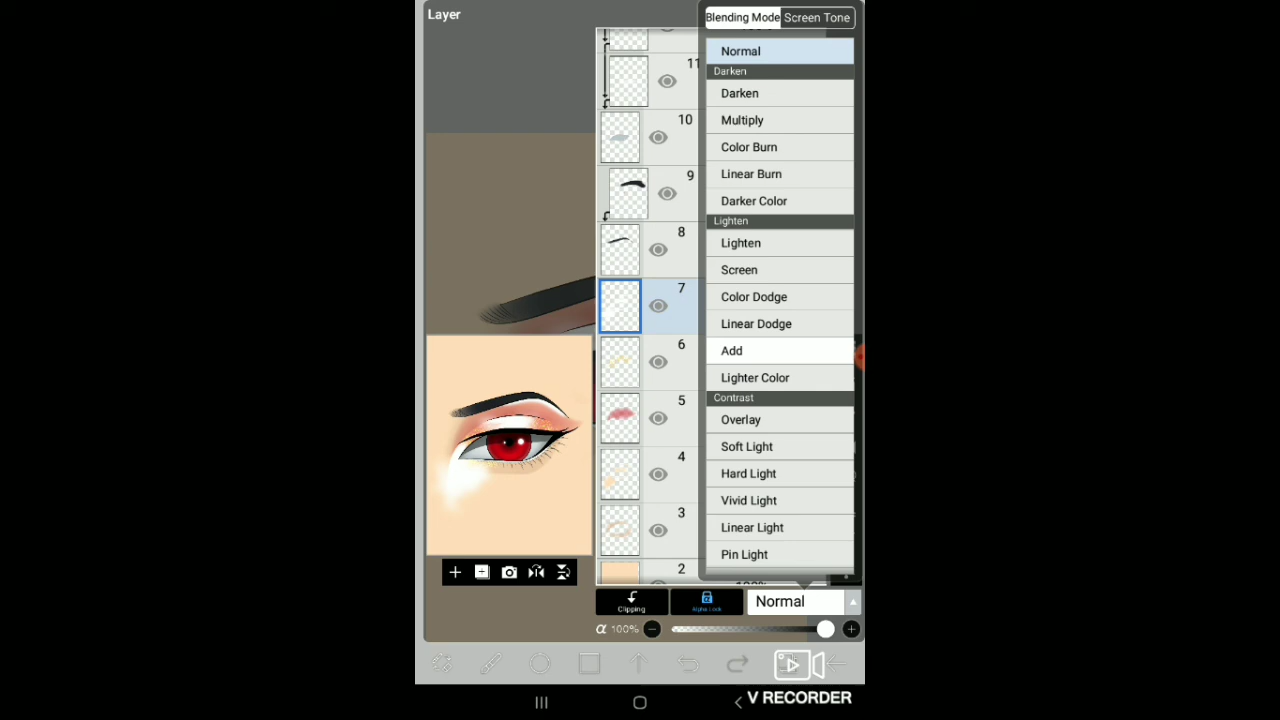 Layer
Blending Mode Screen Tone
Normal
Darken
Darken
Multiply
Color Burn
Linear Burn
Darker Color
Lighten
Lighten
Screen
Color Dodge
Linear Dodge
Add
Lighter Color
Contrast
Overlay
Soft Light
Hard Light
Vivid Light
Linear Light
Pin Light
11
10
9
8
7
6
5
4
3
2
Clipping
Alpha Lock
Normal
α 100%
V RECORDER